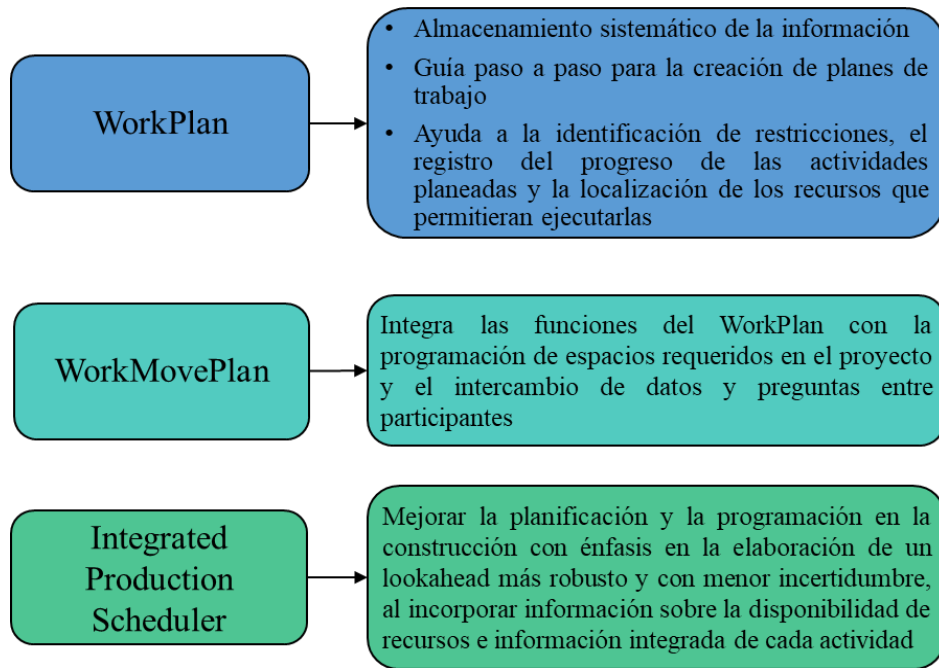 WorkPlan
• Almacenamiento sistemático de la información
• Guía paso a paso para la creación de planes de
trabajo
• Ayuda a la identificación de restricciones, el
registro del progreso de las actividades
planeadas y la localización de los recursos que
permitieran ejecutarlas
WorkMovePlan
Integra las funciones del WorkPlan con la
programación de espacios requeridos en el proyecto
y el intercambio de datos y preguntas entre
participantes
Integrated
Production
Scheduler
Mejorar la planificación y la programación en la
construcción con énfasis en la elaboración de un
lookahead más robusto y con menor incertidumbre,
al incorporar información sobre la disponibilidad de
recursos e información integrada de cada actividad